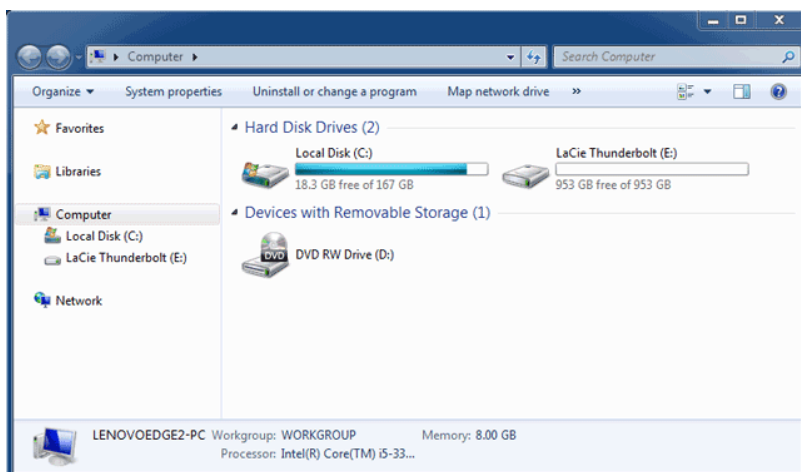 Computer
Search Computer
Organize
System properties
Uninstall or change a program
Map network drive
»
Favorites
Libraries
Computer
Local Disk (C:)
LaCie Thunderbolt (E:)
Network
Hard Disk Drives (2)
Local Disk (C:)
18.3 GB free of 167 GB
LaCie Thunderbolt (E:)
953 GB free of 953 GB
Devices with Removable Storage (1)
DVD
DVD RW Drive (D:)
LENOVOEDGE2-PC Workgroup: WORKGROUP Memory: 8.00 GB
Processor: Intel(R) Core(TM) i5-33...